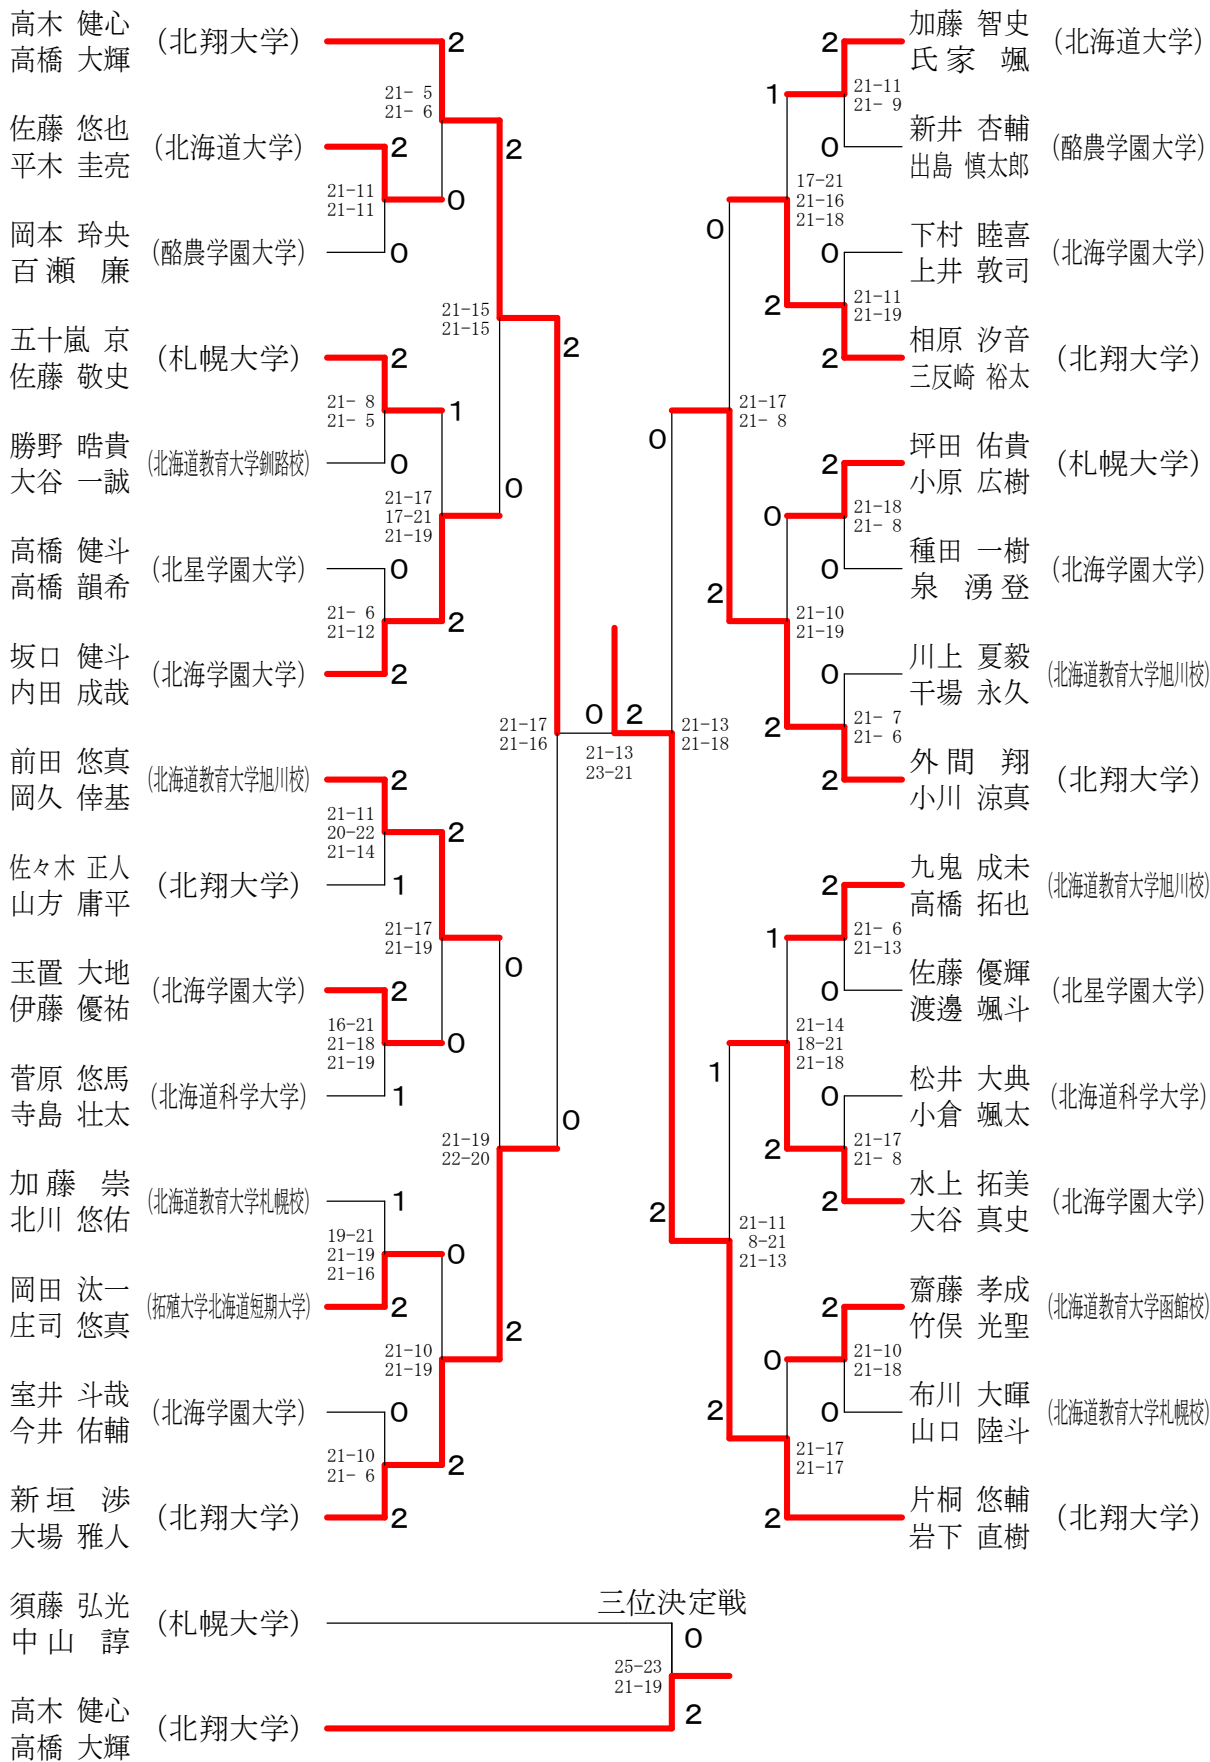 高木 健心
高橋 大輝
(北翔大学)
2
21- 5
21- 6
2
佐藤 悠也
平木 圭亮
(北海道大学)
2
21-11
21-11
0
岡本 玲央
百瀬 廉
(酪農学園大学)
0
21-15
21-15
2
五十嵐 京
佐藤 敬史
(札幌大学)
2
21- 8
21- 5
1
勝野 晧貴
大谷 一誠
(北海道教育大学釧路校)
0
21-17
17-21
21-19
0
高橋 健斗
高橋 韻希
(北星学園大学)
0
21- 6
21-12
2
坂口 健斗
内田 成哉
(北海学園大学)
2
21-17
21-16
0
前田 悠真
岡久 倖基
(北海道教育大学旭川校)
2
21-11
20-22
21-14
2
佐々木 正人
山方 庸平
(北翔大学)
1
21-17
21-19
0
玉置 大地
伊藤 優祐
(北海学園大学)
2
16-21
21-18
21-19
0
菅原 悠馬
寺島 壮太
(北海道科学大学)
1
21-19
22-20
0
加藤 崇
北川 悠佑
(北海道教育大学札幌校)
1
19-21
21-19
21-16
0
岡田 汰一
庄司 悠真
(拓殖大学北海道短期大学)
2
21-10
21-19
2
室井 斗哉
今井 佑輔
(北海学園大学)
0
21-10
21- 6
2
新垣 渉
大場 雅人
(北翔大学)
2
2
21-13
23-21
加藤 智史
氏家 颯
(北海道大学)
2
21-11
21- 9
1
新井 杏輔
出島 慎太郎
(酪農学園大学)
0
17-21
21-16
21-18
0
下村 睦喜
上井 敦司
(北海学園大学)
0
21-11
21-19
2
相原 汐音
三反崎 裕太
(北翔大学)
2
21-17
21- 8
0
坪田 佑貴
小原 広樹
(札幌大学)
2
21-18
21- 8
0
種田 一樹
泉 湧登
(北海学園大学)
0
21-10
21-19
2
川上 夏毅
干場 永久
(北海道教育大学旭川校)
0
21- 7
21- 6
2
外間 翔
小川 涼真
(北翔大学)
2
21-13
21-18
九鬼 成未
高橋 拓也
(北海道教育大学旭川校)
2
21- 6
21-13
1
佐藤 優輝
渡邊 颯斗
(北星学園大学)
0
21-14
18-21
21-18
1
松井 大典
小倉 颯太
(北海道科学大学)
0
21-17
21- 8
2
水上 拓美
大谷 真史
(北海学園大学)
2
21-11
8-21
21-13
2
齋藤 孝成
竹俣 光聖
(北海道教育大学函館校)
2
21-10
21-18
0
布川 大暉
山口 陸斗
(北海道教育大学札幌校)
0
21-17
21-17
2
片桐 悠輔
岩下 直樹
(北翔大学)
2
三位決定戦
須藤 弘光
中山 諄
(札幌大学)
0
25-23
21-19
高木 健心
高橋 大輝
(北翔大学)
2